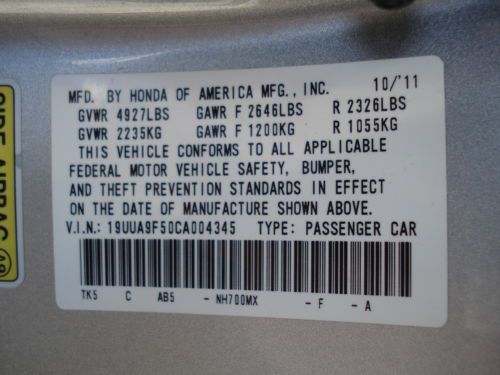 MFD. BY HONDA OF AMERICA MFG., INC. 10/'11
GVWR 4927LBS GAWR F 2646LBS R 2326LBS
GVWR 2235KG GAWR F 1200KG R 1055KG
THIS VEHICLE CONFORMS TO ALL APPLICABLE
FEDERAL MOTOR VEHICLE SAFETY, BUMPER,
AND THEFT PREVENTION STANDARDS IN EFFECT
ON THE DATE OF MANUFACTURE SHOWN ABOVE.
V.I.N.: 19UUA9F50CA004345 TYPE: PASSENGER CAR
TK5 C AB5 - NH700MX - F - A
SIDE AIRBAG